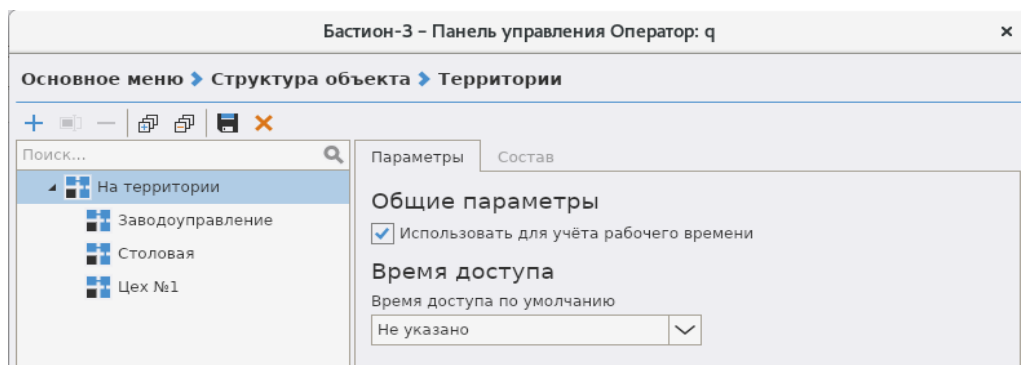 Бастион-3 – Панель управления Оператор: q
Основное меню Структура объекта Территории
Поиск...
На территории
Заводоуправление
Столовая
Цех №1
Параметры Состав
Общие параметры
Использовать для учёта рабочего времени
Время доступа
Время доступа по умолчанию
Не указано